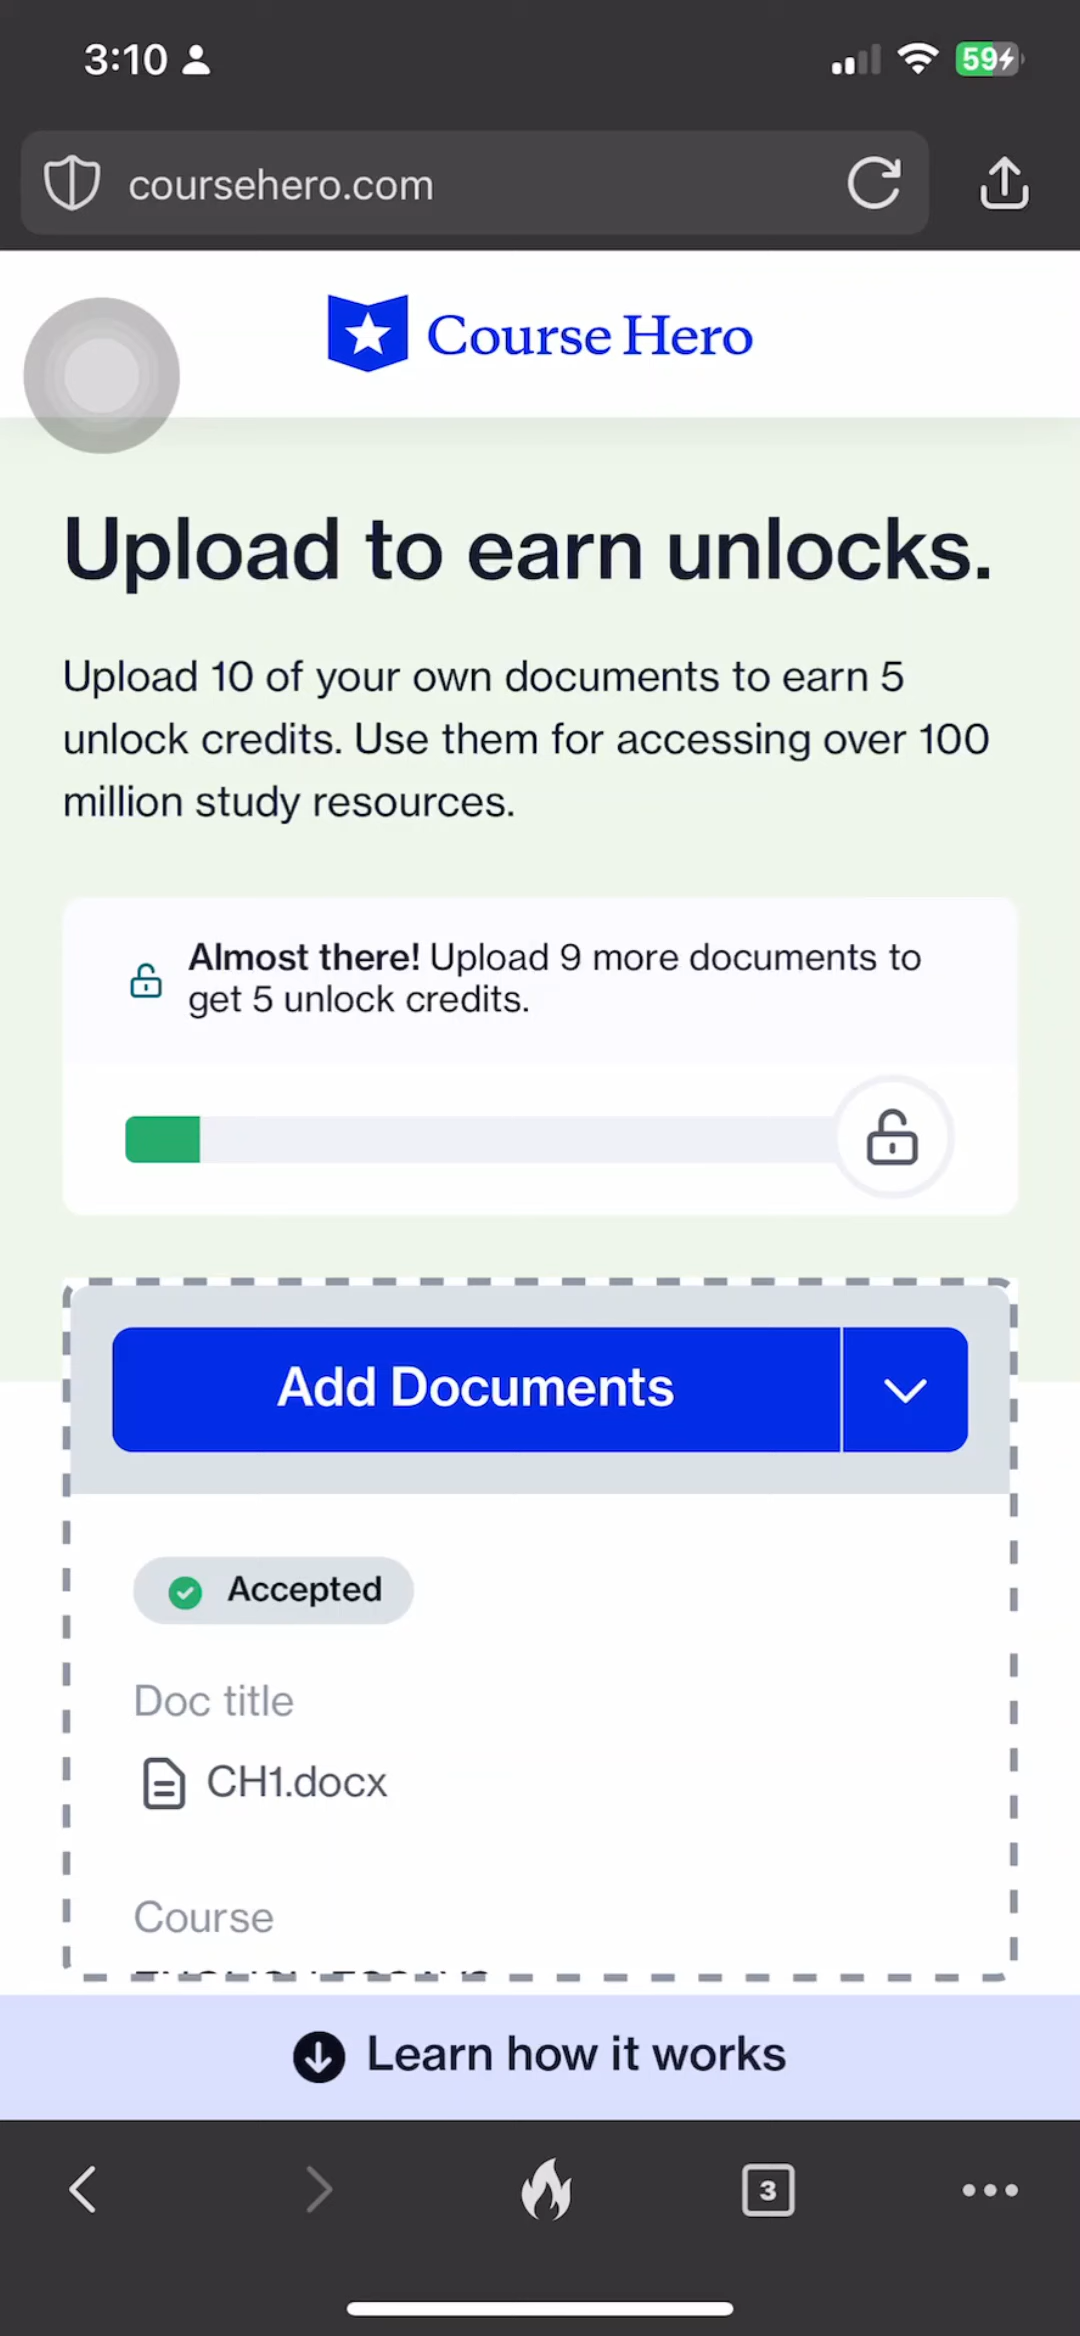 3:10
59
coursehero.com
Course Hero
Upload to earn unlocks.
Upload 10 of your own documents to earn 5
unlock credits. Use them for accessing over 100
million study resources.
Almost there! Upload 9 more documents to
get 5 unlock credits.
Add Documents
Accepted
Doc title
CH1.docx
Course
Learn how it works
3